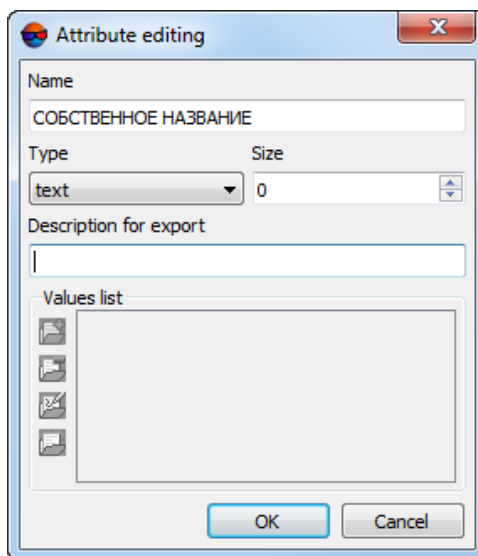 Attribute editing
Name
СОБСТВЕННОЕ НАЗВАНИЕ
Type Size
text 0
Description for export
Values list
OK Cancel